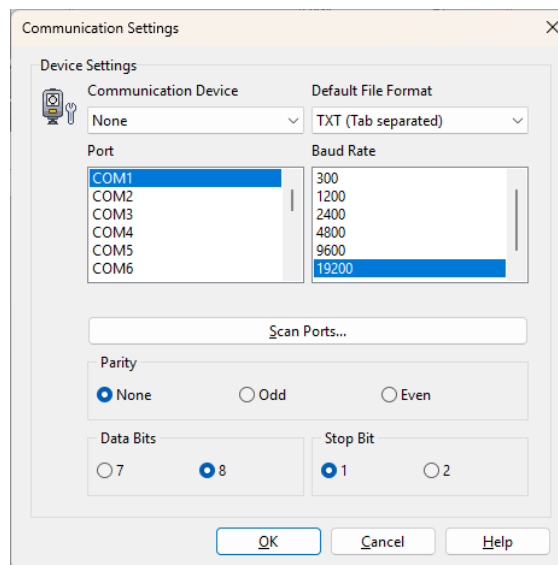 Communication Settings
Device Settings
Communication Device
Default File Format
None
TXT (Tab separated)
Port
Baud Rate
COM1
COM2
COM3
COM4
COM5
COM6
300
1200
2400
4800
9600
19200
Scan Ports...
Parity
None
Odd
Even
Data Bits
Stop Bit
7
8
1
2
OK
Cancel
Help